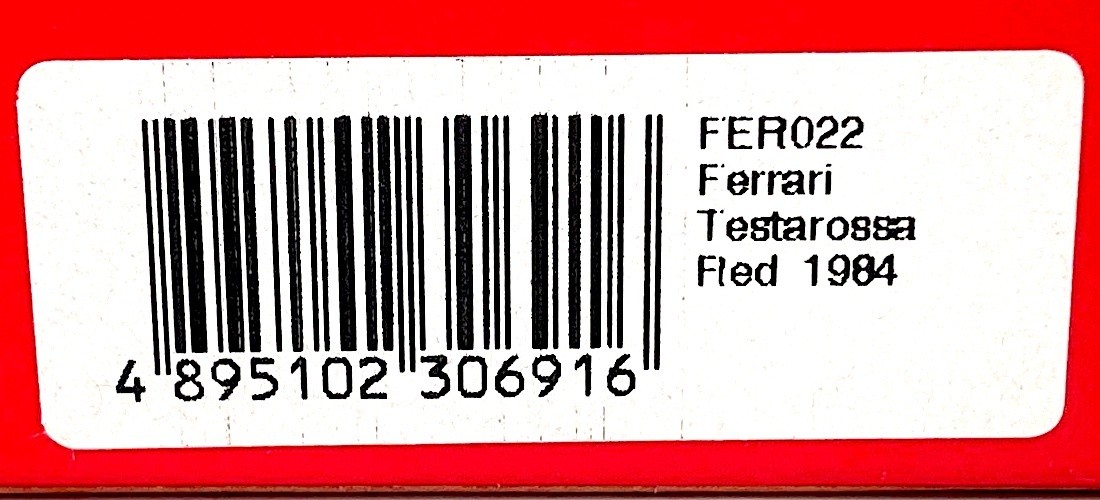 FER022
Ferrari
Testarossa
Red 1984
4 895102 306916